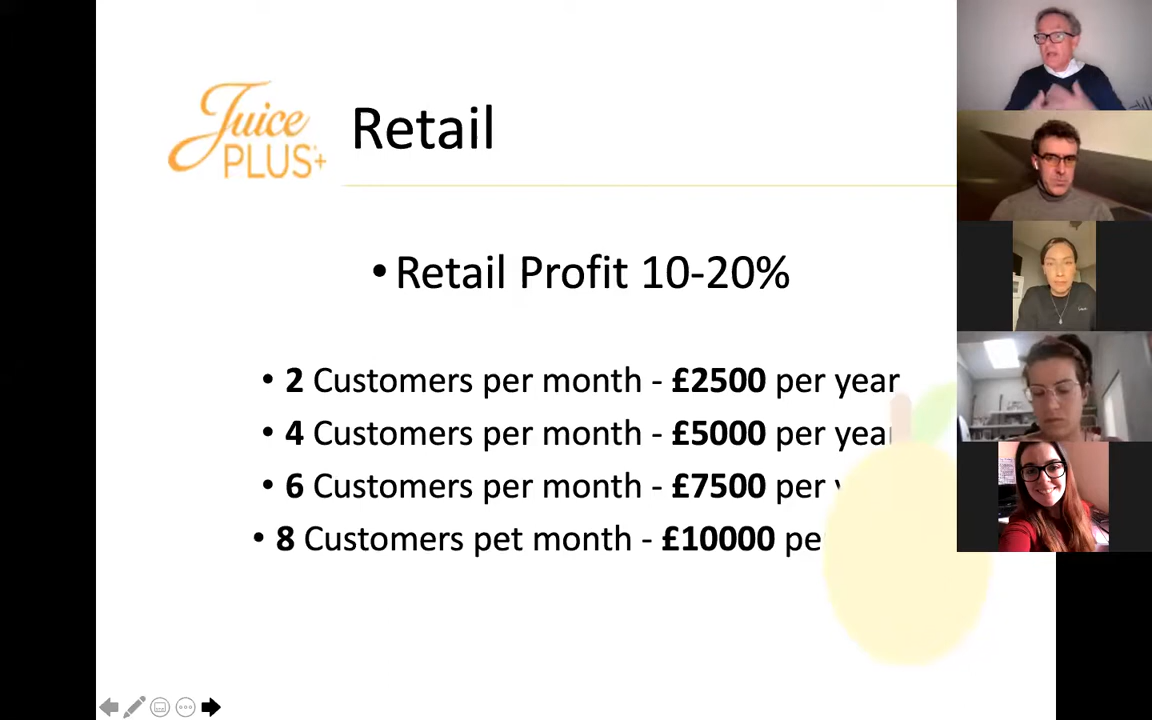 Juice
PLUS+
Retail
• Retail Profit 10-20%
• 2 Customers per month - £2500 per year
• 4 Customers per month - £5000 per year
• 6 Customers per month - £7500 per
• 8 Customers pet month - £10000 pe